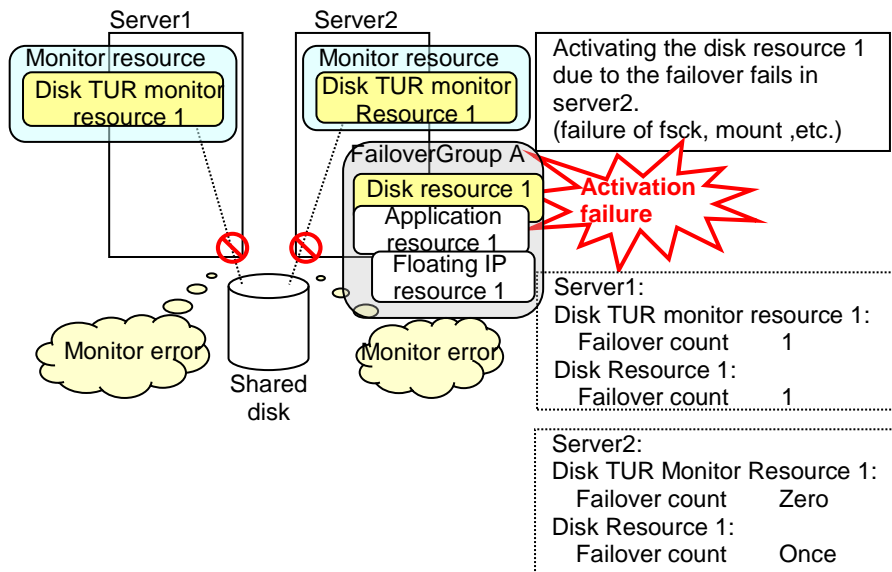 Server1
Server2
Monitor resource
Disk TUR monitor
resource 1
Monitor resource
Disk TUR monitor
Resource 1
Activating the disk resource 1
due to the failover fails in
server2.
(failure of fsck, mount ,etc.)
FailoverGroup A
Disk resource 1
Application
resource 1
Floating IP
resource 1
Activation
failure
Monitor error
Shared
disk
Monitor error
Server1:
Disk TUR monitor resource 1:
Failover count 1
Disk Resource 1:
Failover count 1
Server2:
Disk TUR Monitor Resource 1:
Failover count Zero
Disk Resource 1:
Failover count Once